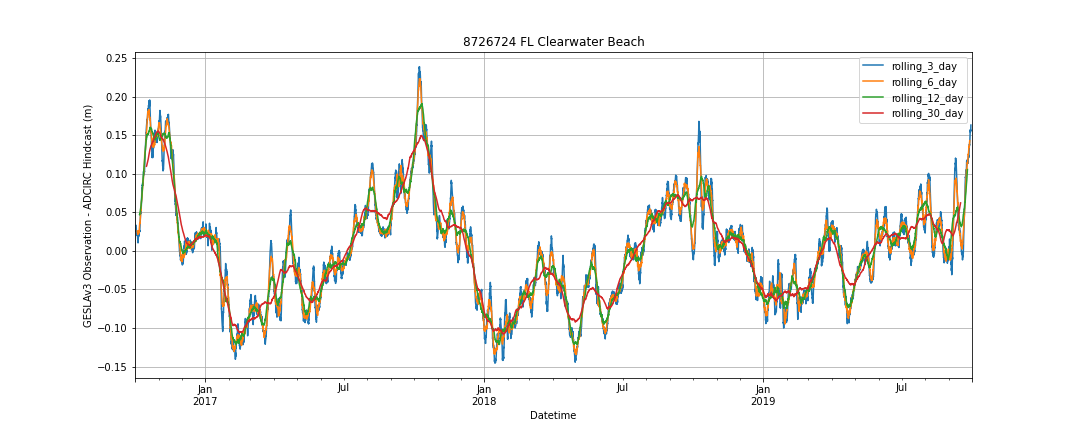 8726724 FL Clearwater Beach
rolling_3_day
rolling_6_day
rolling_12_day
rolling_30_day
GESLAv3 Observation - ADCIRC Hindcast (m)
0.25
0.20
0.15
0.10
0.05
0.00
−0.05
−0.10
−0.15
Jan Jul Jan Jul Jan Jul
2017 2018 2019
Datetime